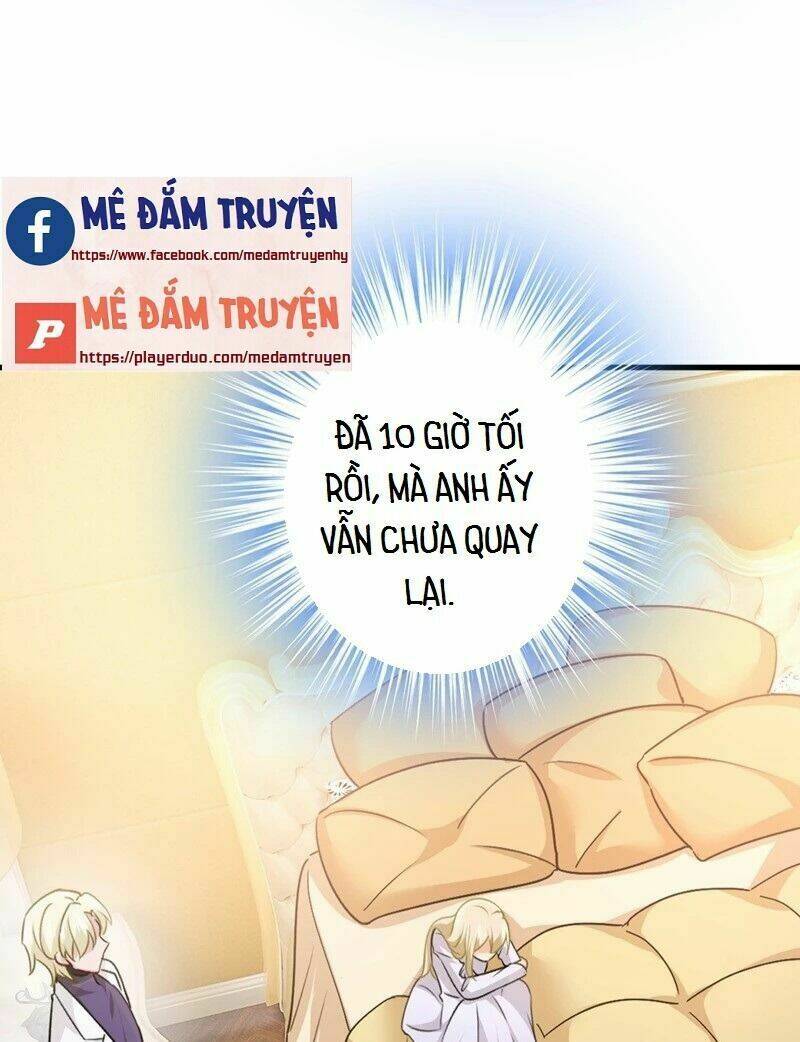 MÊ ĐẮM TRUYỆN
https://www.facebook.com/medamtruyenhy
MÊ ĐẮM TRUYỆN
https://playerduo.com/medamtruyen
ĐÃ 10 GIỜ TỐI
RỒI, MÀ ANH ẤY
VẪN CHƯA QUAY
LẠI.